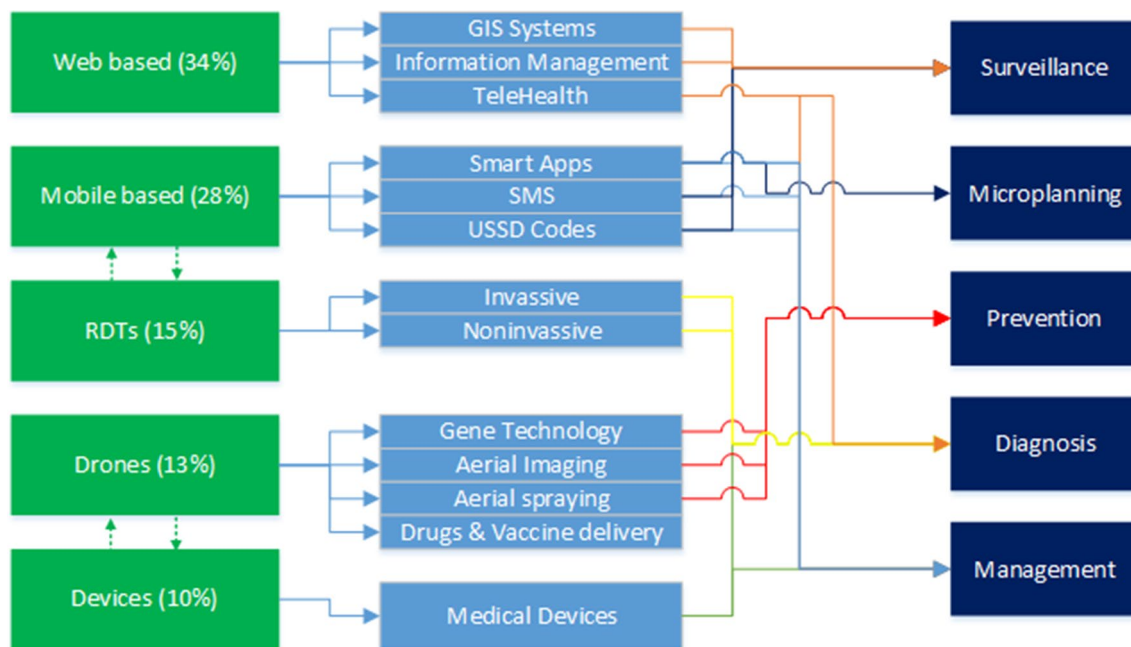 Web based (34%)
GIS Systems
Information Management
TeleHealth
Surveillance
Mobile based (28%)
Smart Apps
SMS
USSD Codes
Microplanning
RDTs (15%)
Invassive
Noninvassive
Prevention
Drones (13%)
Gene Technology
Aerial Imaging
Aerial spraying
Drugs & Vaccine delivery
Diagnosis
Devices (10%)
Medical Devices
Management